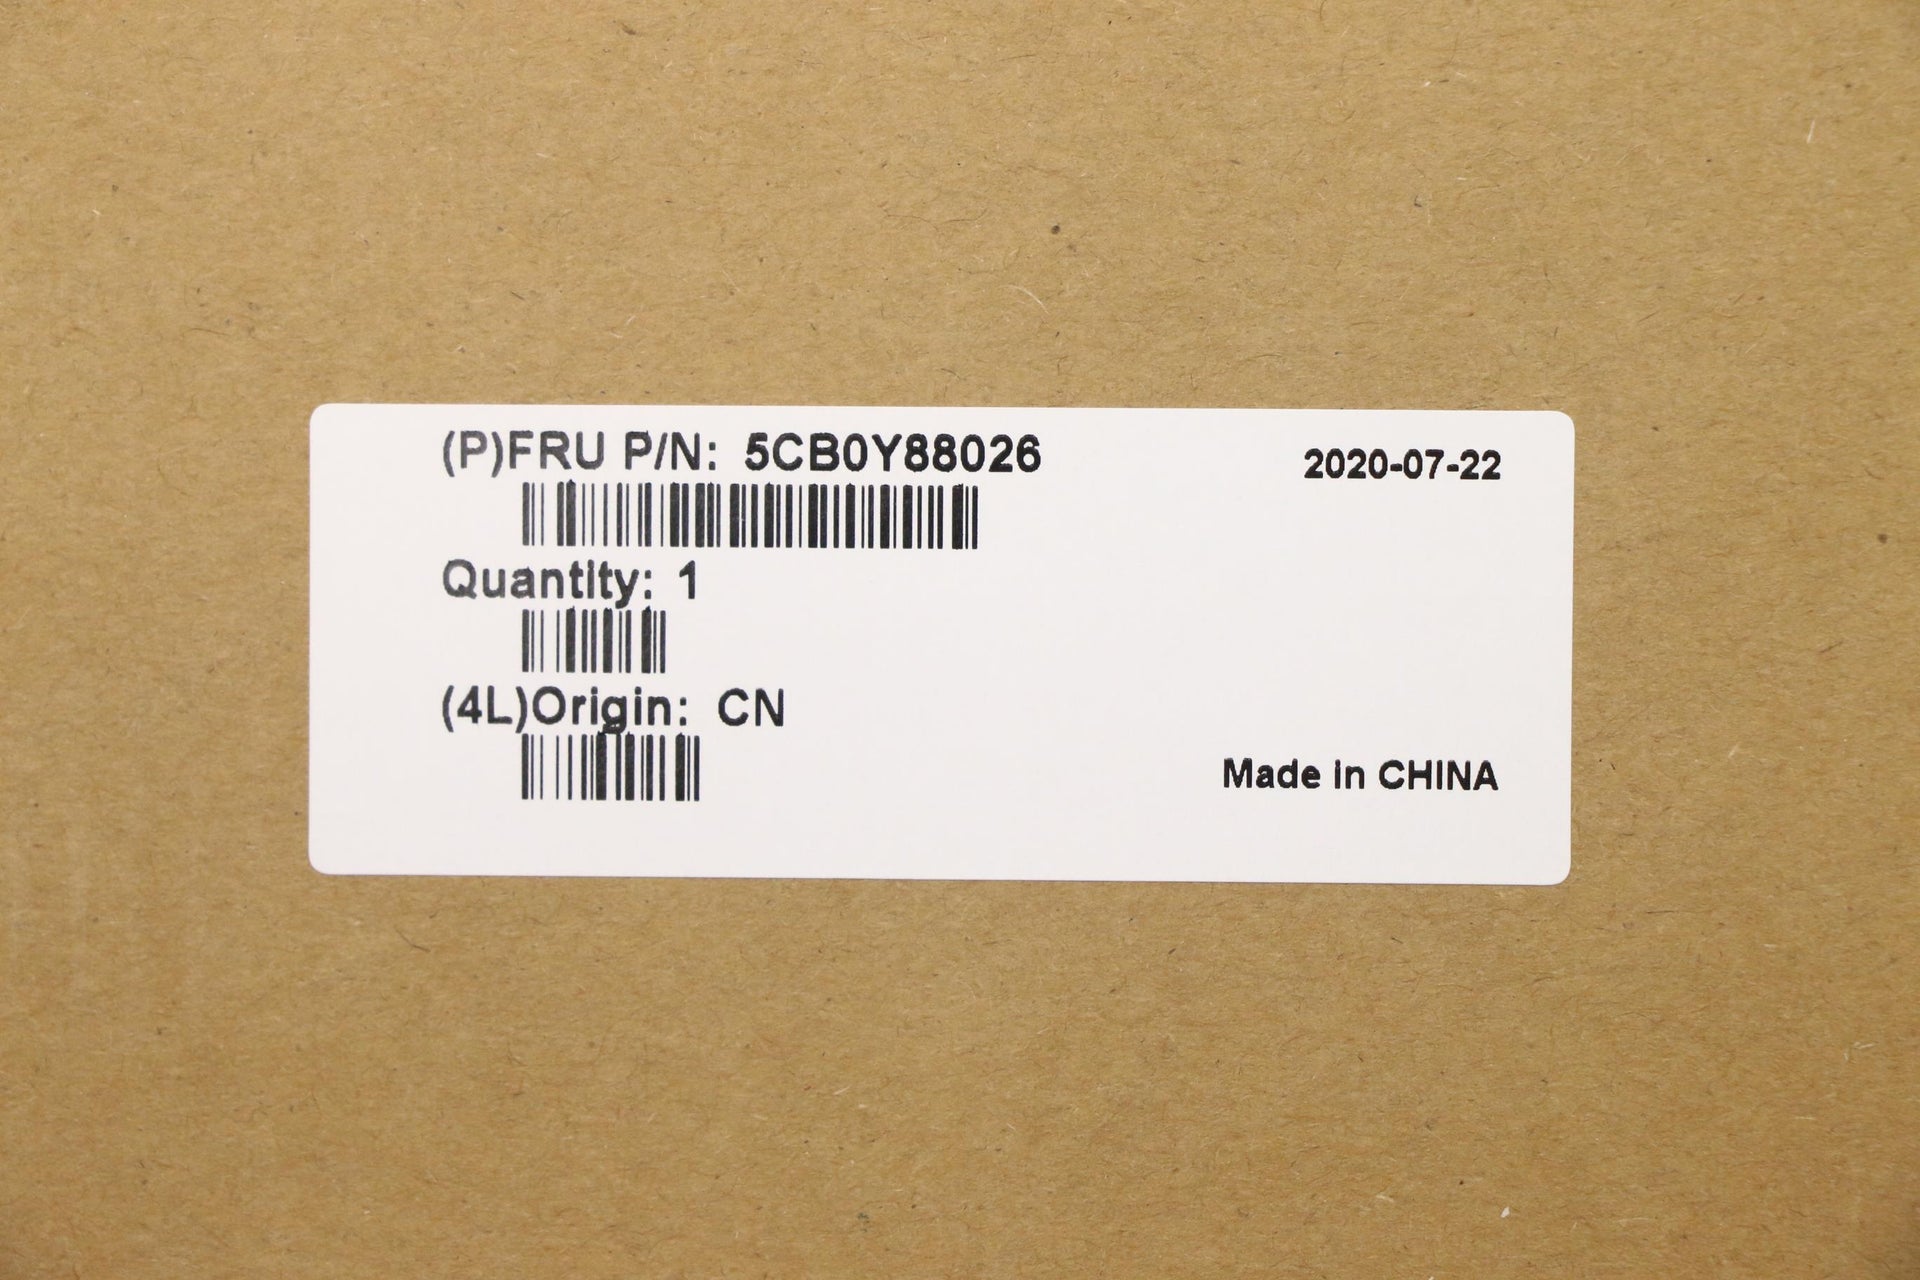 (P)FRU P/N: 5CB0Y88026
2020-07-22
Quantity: 1
(4L)Origin: CN
Made in CHINA